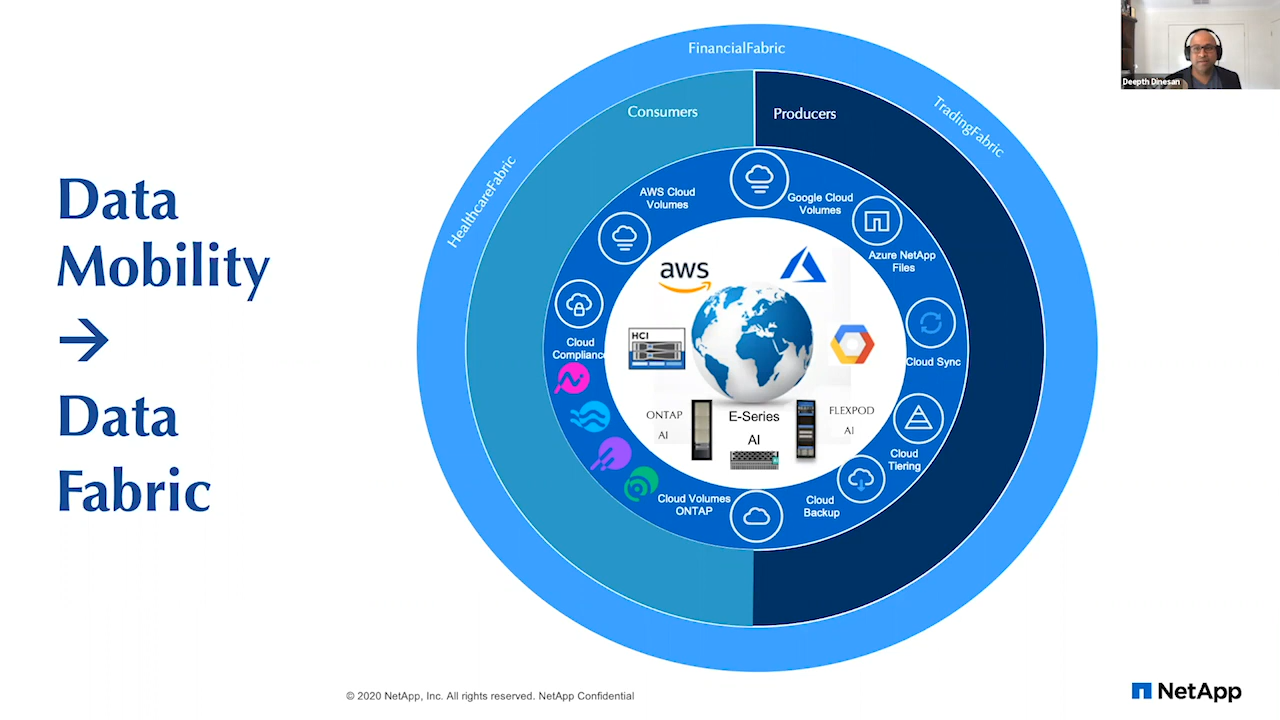 Deepth Dinesan
Data
Mobility
→
Data
Fabric
FinancialFabric
HealthcareFabric
TradingFabric
Consumers
Producers
AWS Cloud
Volumes
Google Cloud
Volumes
Azure NetApp
Files
Cloud Sync
Cloud
Tiering
Cloud
Backup
Cloud Volumes
ONTAP
Cloud
Compliance
aws
HCI
ONTAP
AI
E-Series
AI
FLEXPOD
AI
© 2020 NetApp, Inc. All rights reserved. NetApp Confidential
NetApp